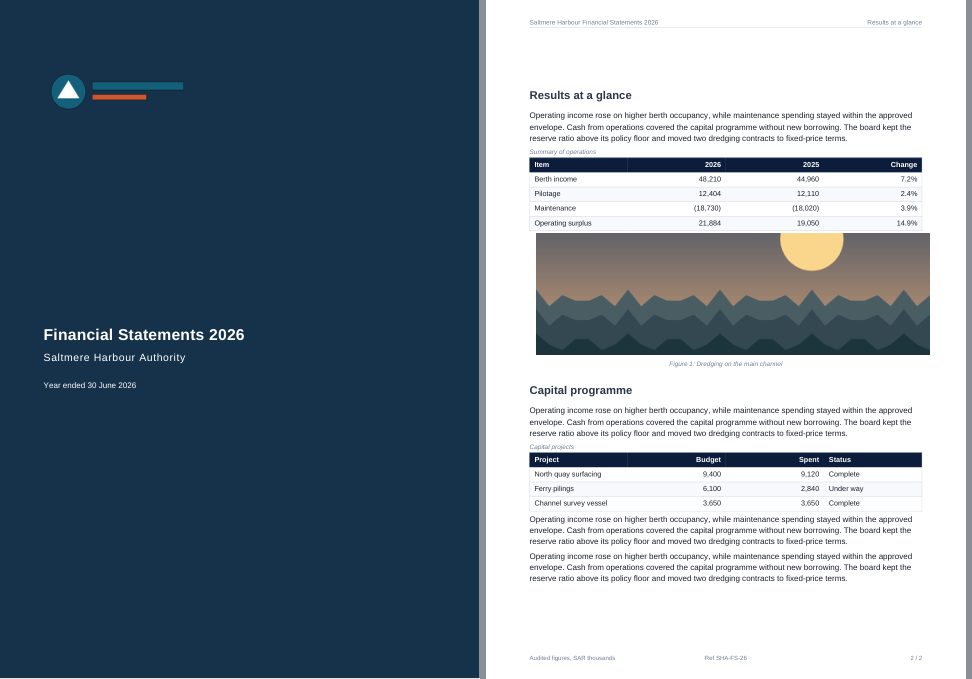 Financial Statements 2026
Saltmere Harbour Authority
Year ended 30 June 2026
Saltmere Harbour Financial Statements 2026 Results at a glance
Results at a glance
Operating income rose on higher berth occupancy, while maintenance spending stayed within the approved
envelope. Cash from operations covered the capital programme without new borrowing. The board kept the
reserve ratio above its policy floor and moved two dredging contracts to fixed-price terms.
Summary of operations
Item 2026 2025 Change
Berth income 48,210 44,960 7.2%
Pilotage 12,404 12,110 2.4%
Maintenance (18,730) (18,020) 3.9%
Operating surplus 21,884 19,050 14.9%
Figure 1: Dredging on the main channel
Capital programme
Operating income rose on higher berth occupancy, while maintenance spending stayed within the approved
envelope. Cash from operations covered the capital programme without new borrowing. The board kept the
reserve ratio above its policy floor and moved two dredging contracts to fixed-price terms.
Capital projects
Project Budget Spent Status
North quay surfacing 9,400 9,120 Complete
Ferry pilings 6,100 2,840 Under way
Channel survey vessel 3,650 3,650 Complete
Operating income rose on higher berth occupancy, while maintenance spending stayed within the approved
envelope. Cash from operations covered the capital programme without new borrowing. The board kept the
reserve ratio above its policy floor and moved two dredging contracts to fixed-price terms.
Operating income rose on higher berth occupancy, while maintenance spending stayed within the approved
envelope. Cash from operations covered the capital programme without new borrowing. The board kept the
reserve ratio above its policy floor and moved two dredging contracts to fixed-price terms.
Audited figures, SAR thousands Ref SHA-FS-26 2 / 2